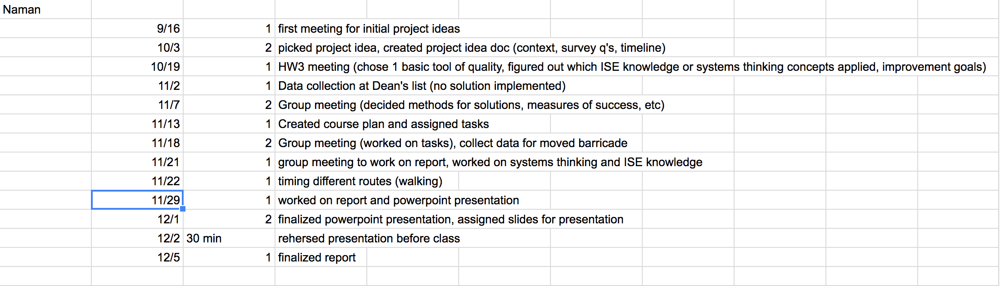 Naman
9/16 1 first meeting for initial project ideas
10/3 2 picked project idea, created project idea doc (context, survey q's, timeline)
10/19 1 HW3 meeting (chose 1 basic tool of quality, figured out which ISE knowledge or systems thinking concepts applied, improvement goals)
11/2 1 Data collection at Dean's list (no solution implemented)
11/7 2 Group meeting (decided methods for solutions, measures of success, etc)
11/13 1 Created course plan and assigned tasks
11/18 2 Group meeting (worked on tasks), collect data for moved barricade
11/21 1 group meeting to work on report, worked on systems thinking and ISE knowledge
11/22 1 timing different routes (walking)
11/29 1 worked on report and powerpoint presentation
12/1 2 finalized powerpoint presentation, assigned slides for presentation
12/2 30 min rehersed presentation before class
12/5 1 finalized report